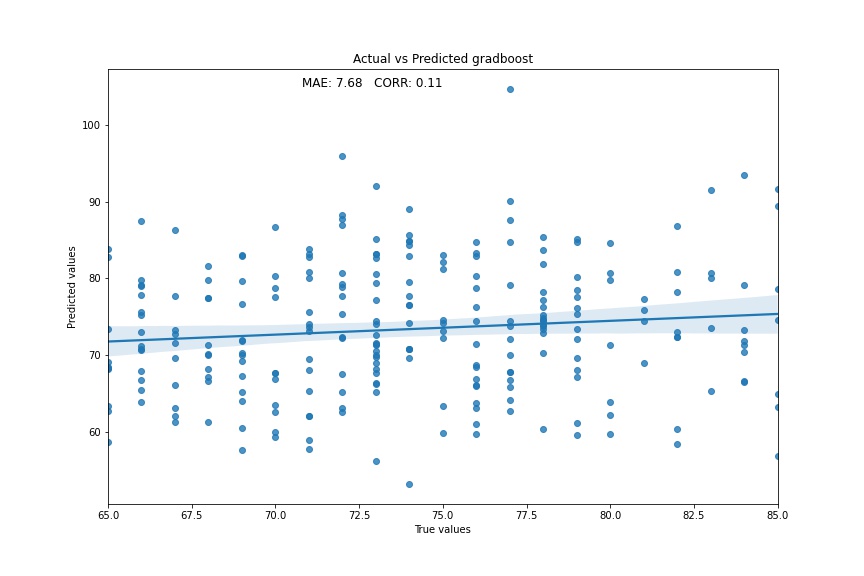 Actual vs Predicted gradboost
MAE: 7.68 CORR: 0.11
100
90
80
70
60
Predicted values
65.0 67.5 70.0 72.5 75.0 77.5 80.0 82.5 85.0
True values